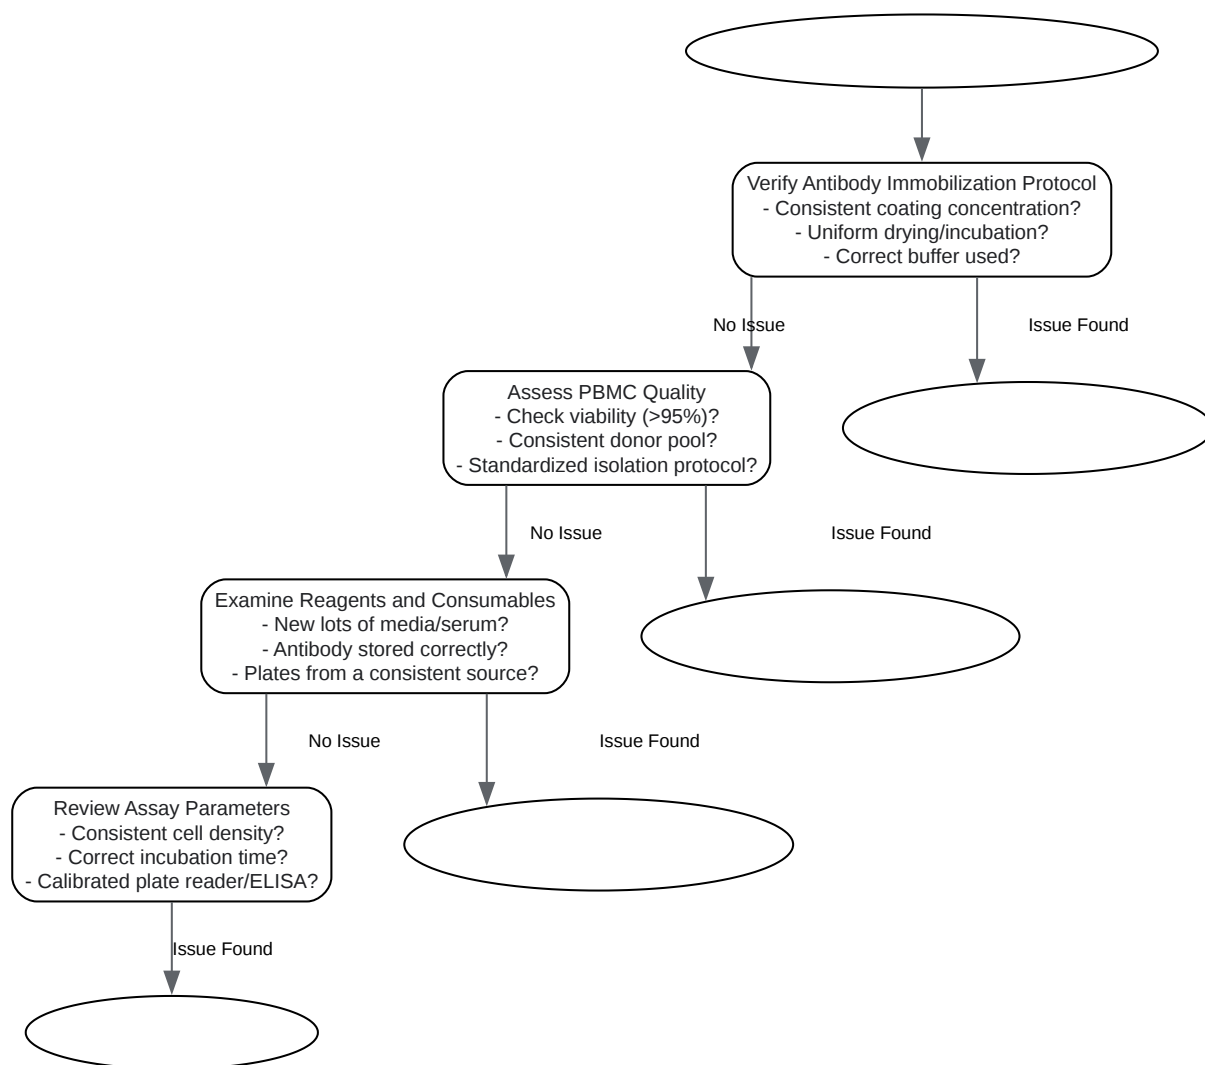 Verify Antibody Immobilization Protocol
- Consistent coating concentration?
- Uniform drying/incubation?
- Correct buffer used?
No Issue
Issue Found
Assess PBMC Quality
- Check viability (>95%)?
- Consistent donor pool?
- Standardized isolation protocol?
No Issue
Issue Found
Examine Reagents and Consumables
- New lots of media/serum?
- Antibody stored correctly?
- Plates from a consistent source?
No Issue
Issue Found
Review Assay Parameters
- Consistent cell density?
- Correct incubation time?
- Calibrated plate reader/ELISA?
Issue Found